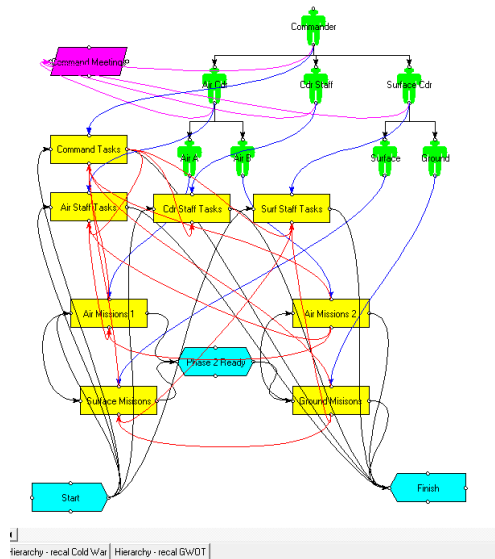 Commander
Command Meeting
Air Cdr
Cdr Staff
Surface Cdr
Command Tasks
Air A
Air B
Surface
Ground
Air Staff Tasks
Cdr Staff Tasks
Surf Staff Tasks
Air Missions 1
Air Missions 2
Phase 2 Ready
Surface Misisons
Ground Misisons
Start
Finish
Hierarchy - recal Cold War
Hierarchy - recal GWOT